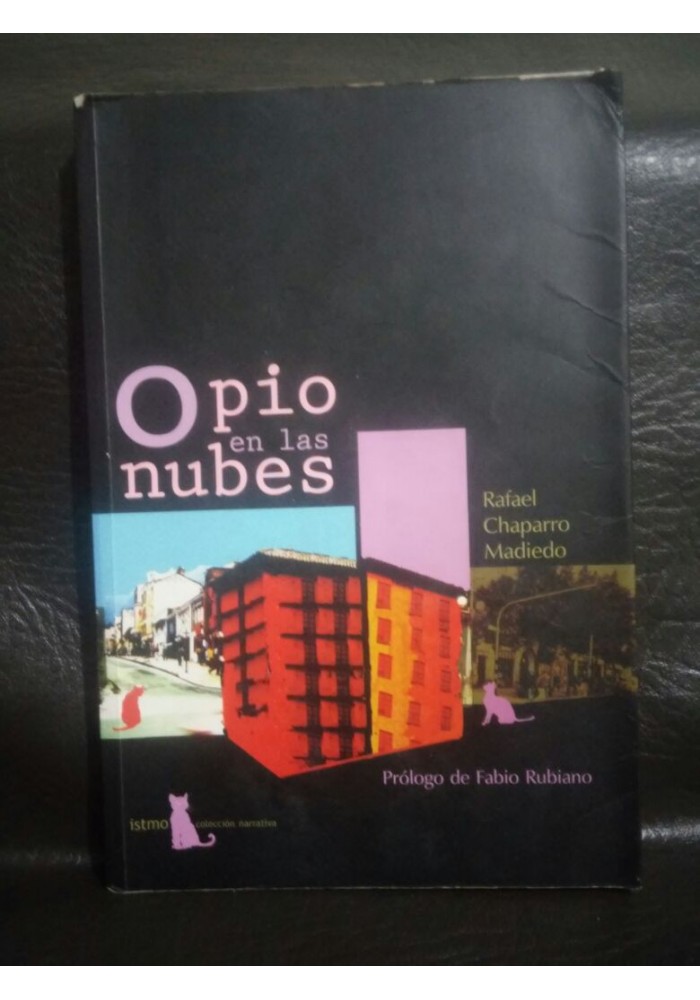 Opio
en las
nubes
Rafael
Chaparro
Madiedo
Prólogo de Fabio Rubiano
istmo colección narrativa